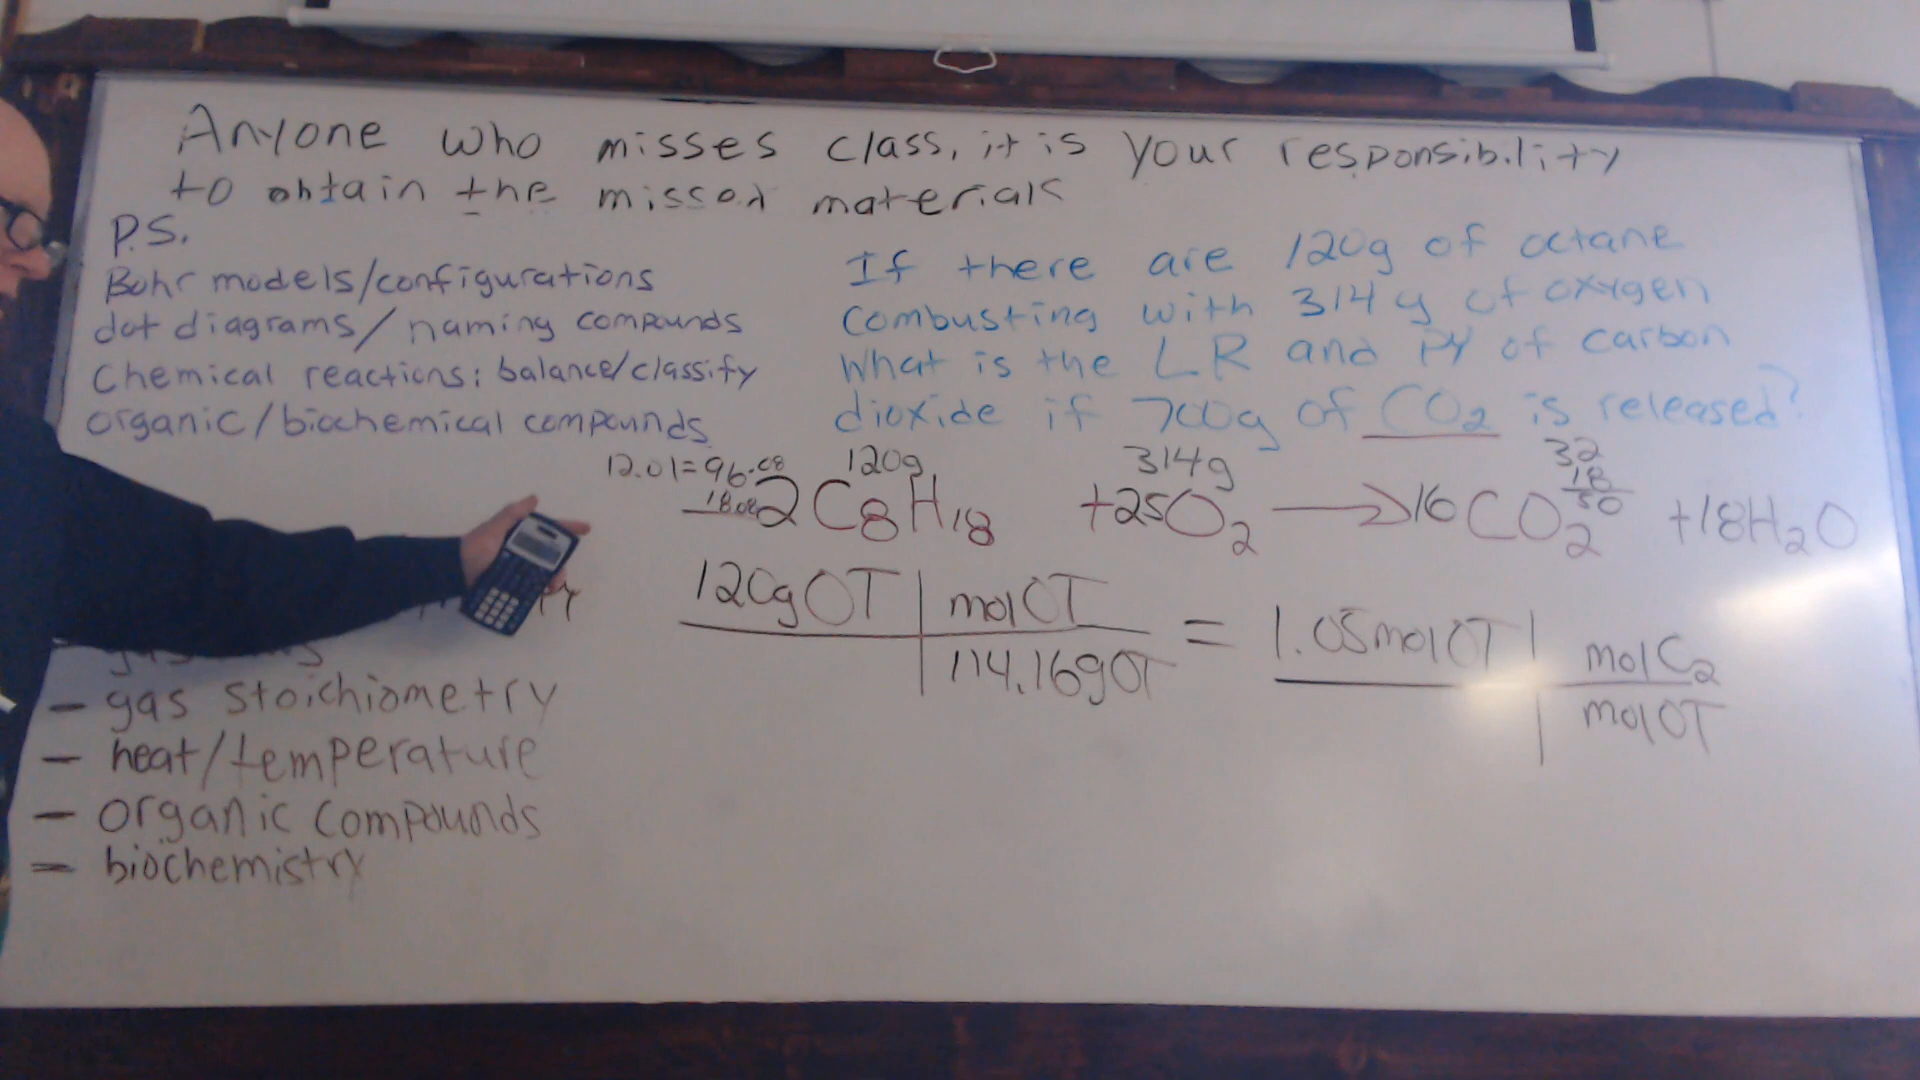 Anyone who misses class, it is your responsibility
to obtain the missed materials
P.S.
Bohr models/configurations
dot diagrams/naming compounds
Chemical reactions: balance/classify
organic/biochemical compounds
If there are 120g of octane
combusting with 314g of oxygen
What is the LR and PY of carbon
dioxide if 700g of CO2 is released?
12.01=96.08
18.08
120g
314g
32
18
50
2C8H18 +25O2 → 16CO2 +18H2O
120gOT | molOT = 1.05molOT | molC2
114.16gOT molOT
- gas stoichiometry
- heat/temperature
- organic compounds
= biochemistry